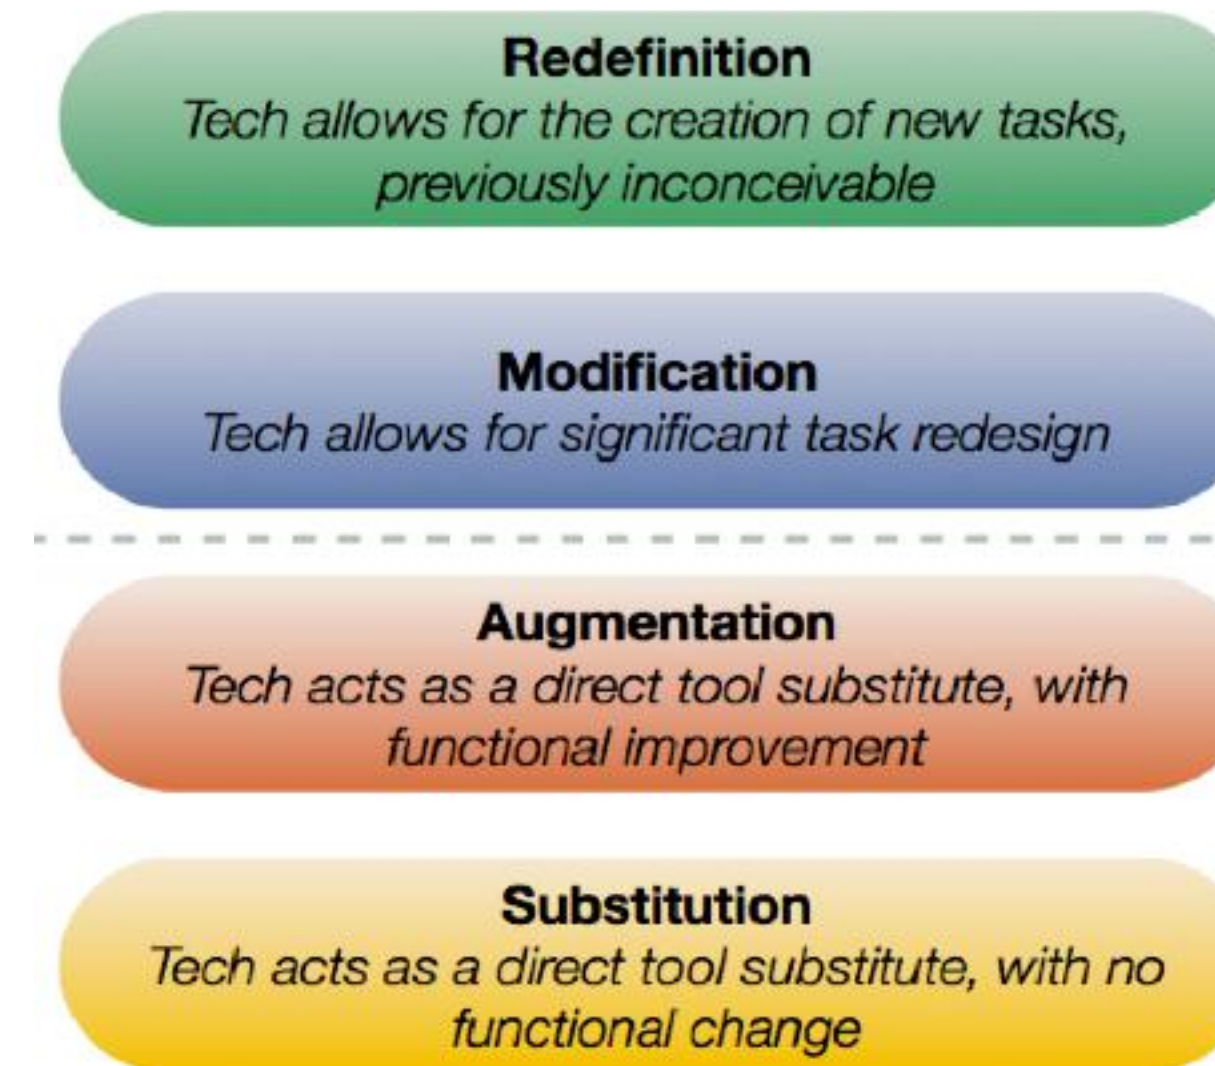 Redefinition
Tech allows for the creation of new tasks,
previously inconceivable
Modification
Tech allows for significant task redesign
Augmentation
Tech acts as a direct tool substitute, with
functional improvement
Substitution
Tech acts as a direct tool substitute, with no
functional change